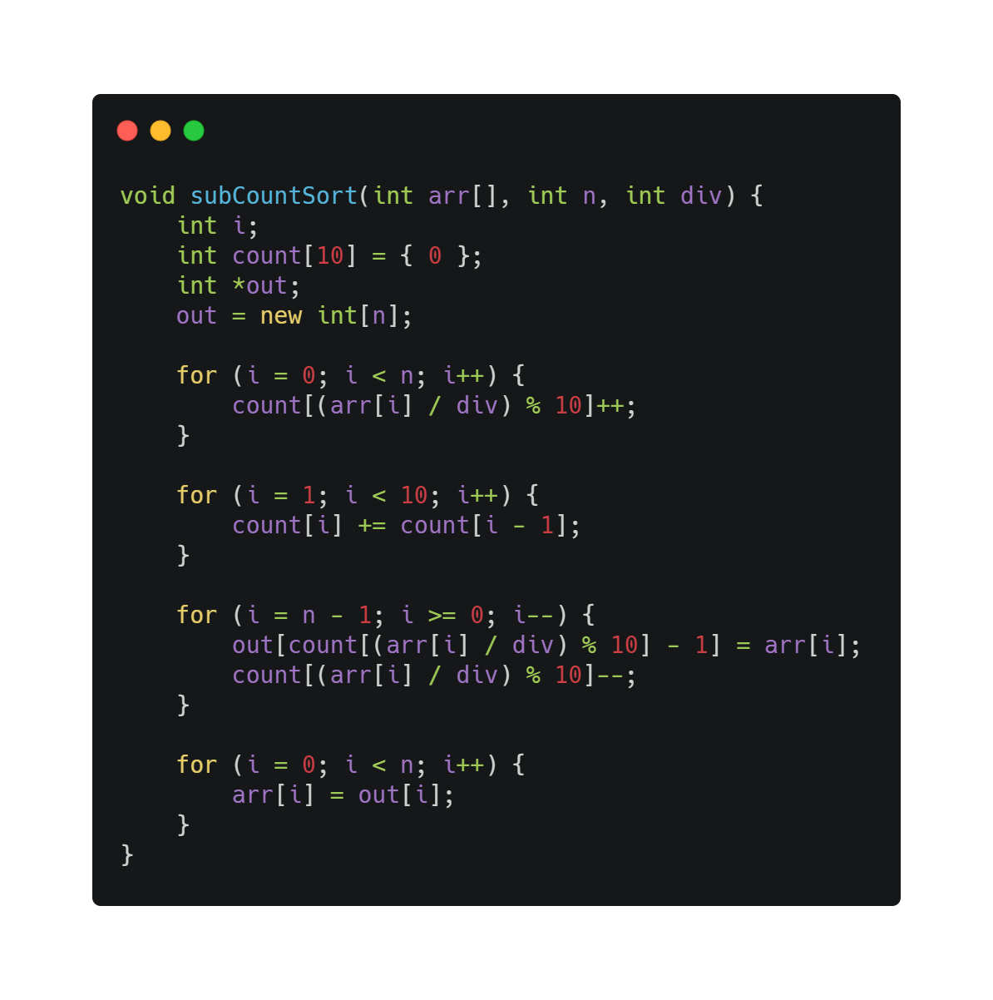 void subCountSort(int arr[], int n, int div) {
    int i;
    int count[10] = { 0 };
    int *out;
    out = new int[n];

    for (i = 0; i < n; i++) {
        count[(arr[i] / div) % 10]++;
    }

    for (i = 1; i < 10; i++) {
        count[i] += count[i - 1];
    }

    for (i = n - 1; i >= 0; i--) {
        out[count[(arr[i] / div) % 10] - 1] = arr[i];
        count[(arr[i] / div) % 10]--;
    }

    for (i = 0; i < n; i++) {
        arr[i] = out[i];
    }
}